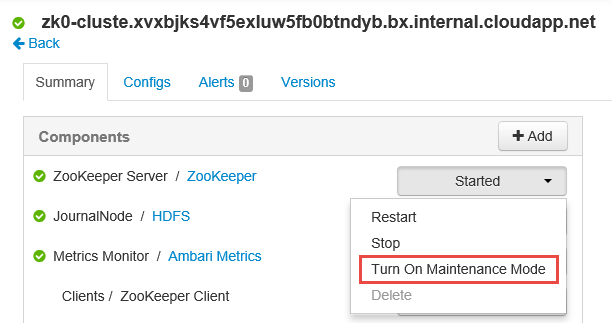 zk0-cluste.xvxbjks4vf5exluw5fb0btndyb.bx.internal.cloudapp.net
Back
Summary Configs Alerts 0 Versions
Components + Add
ZooKeeper Server / ZooKeeper Started
JournalNode / HDFS
Restart
Stop
Metrics Monitor / Ambari Metrics
Turn On Maintenance Mode
Clients / ZooKeeper Client
Delete